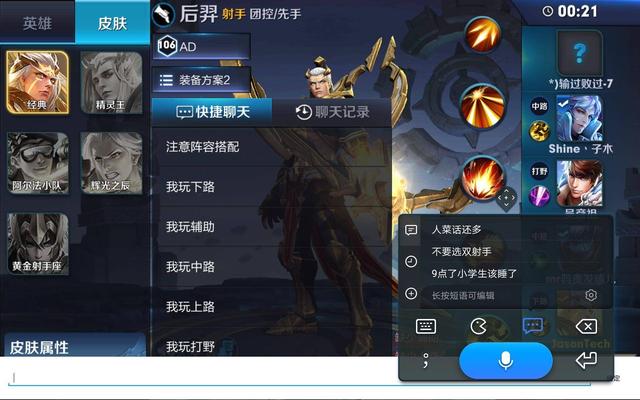 英雄
皮肤
经典
精灵王
阿尔法小队
辉光之辰
黄金射手座
皮肤属性
后羿 射手 团控/先手
106 AD
装备方案2
快捷聊天
聊天记录
注意阵容搭配
我玩下路
我玩辅助
我玩中路
我玩上路
我玩打野
00:21
?
*)输过败过-7
中路
Shine丶子木
打野
人菜话还多
不要选双射手
9点了小学生该睡了
长按短语可编辑
JasonTech